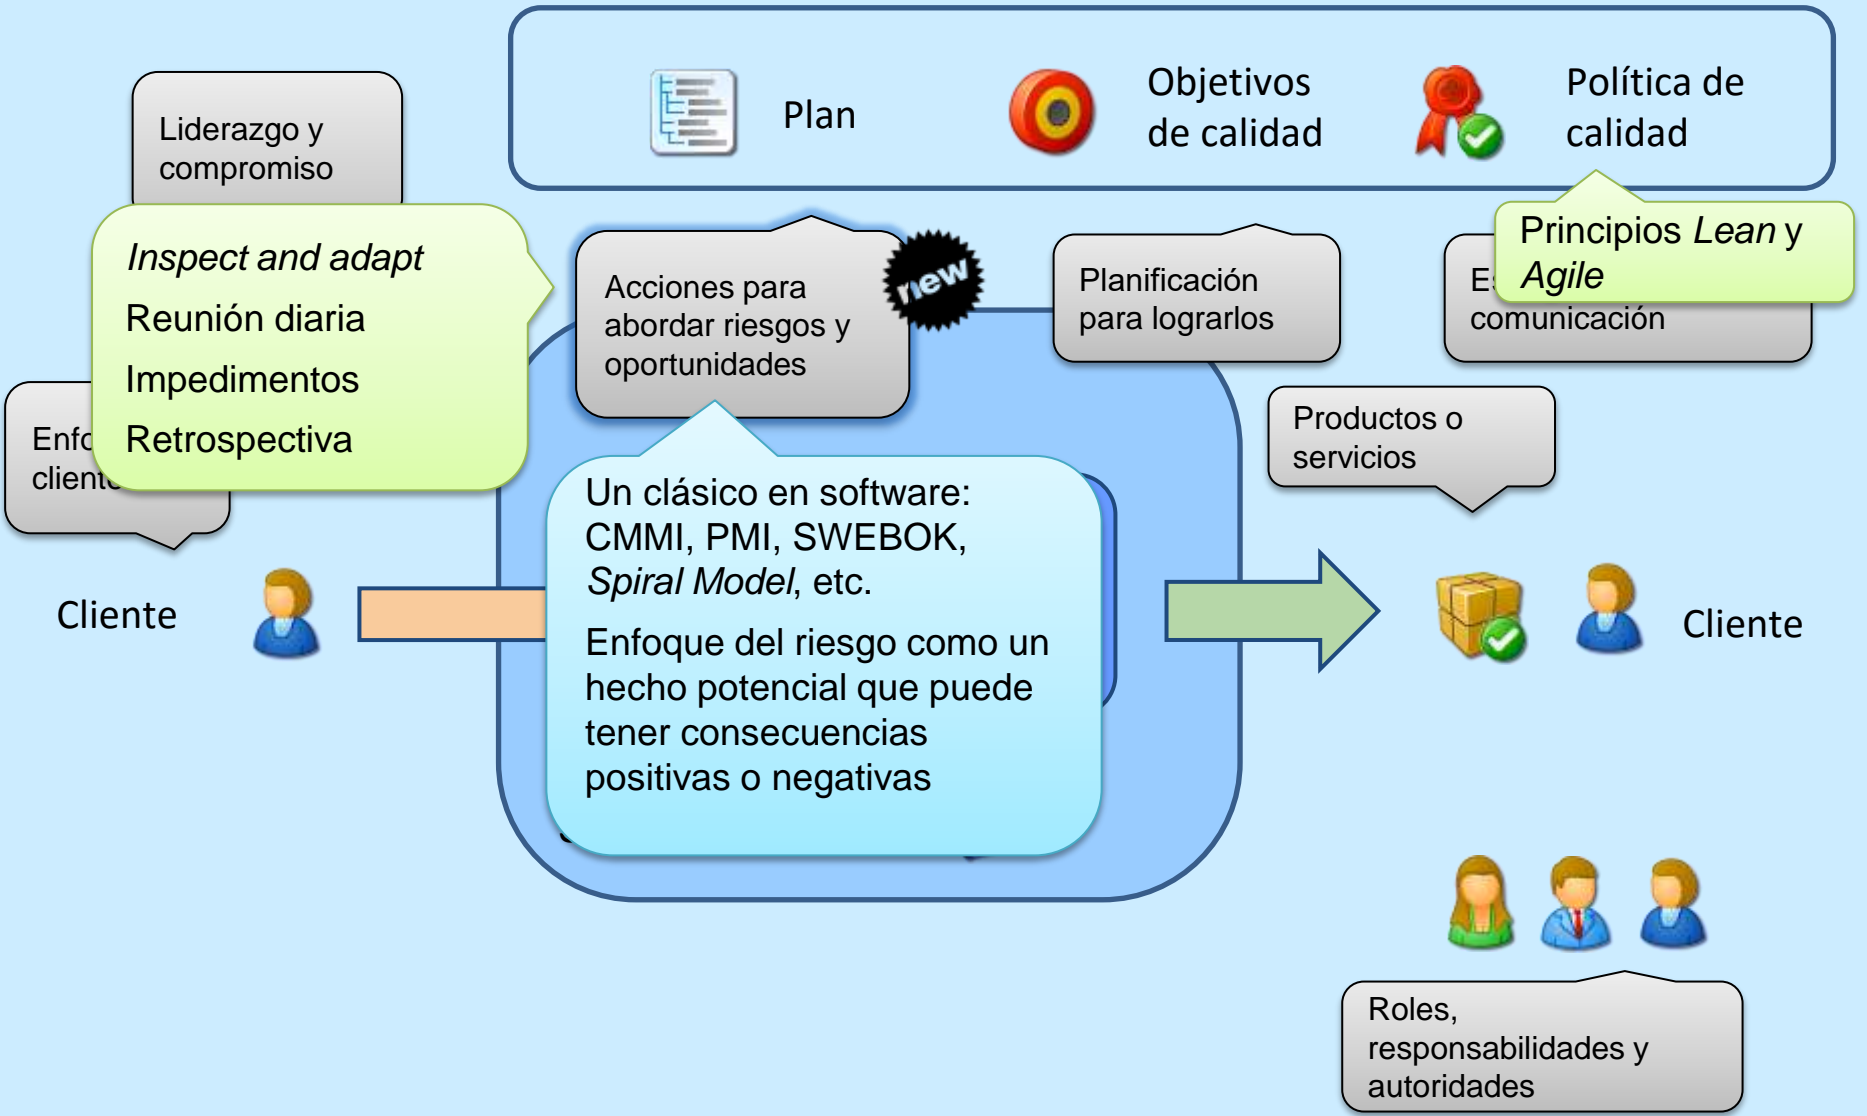 Plan
Objetivos
de calidad
Política de
calidad
Liderazgo y
compromiso
Inspect and adapt
Reunión diaria
Impedimentos
Retrospectiva
Acciones para
abordar riesgos y
oportunidades
new
Planificación
para lograrlos
Principios Lean y
Agile
comunicación
Productos o
servicios
Un clásico en software:
CMMI, PMI, SWEBOK,
Spiral Model, etc.
Enfoque del riesgo como un
hecho potencial que puede
tener consecuencias
positivas o negativas
Cliente
Cliente
Roles,
responsabilidades y
autoridades